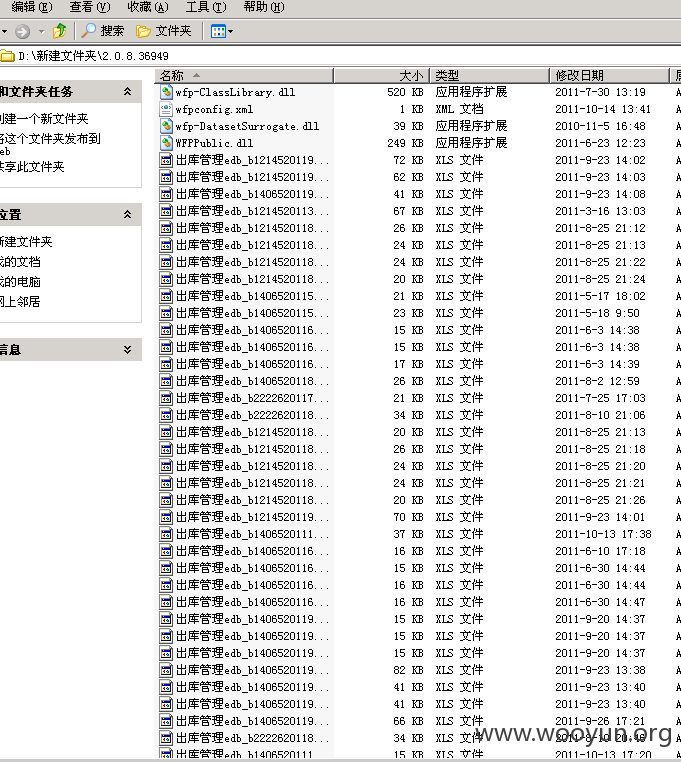 编辑(E) 查看(V) 收藏(A) 工具(T) 帮助(H)
搜索 文件夹
D:\新建文件夹\2.0.8.36949
和文件夹任务
创建一个新文件夹
将这个文件夹发布到
eb
共享此文件夹
位置
新建文件夹
我的文档
我的电脑
网上邻居
信息
名称 大小 类型 修改日期
wfp-ClassLibrary.dll 520 KB 应用程序扩展 2011-7-30 13:19
wfpconfig.xml 1 KB XML 文档 2011-10-14 13:41
wfp-DatasetSurrogate.dll 39 KB 应用程序扩展 2010-11-5 16:48
WFPPublic.dll 249 KB 应用程序扩展 2011-6-23 12:23
出库管理edb_b1214520119... 72 KB XLS 文件 2011-9-23 14:02
出库管理edb_b1214520119... 62 KB XLS 文件 2011-9-23 14:03
出库管理edb_b1406520119... 41 KB XLS 文件 2011-9-23 14:08
出库管理edb_b1214520113... 67 KB XLS 文件 2011-3-16 13:03
出库管理edb_b1214520118... 26 KB XLS 文件 2011-8-25 21:12
出库管理edb_b1214520118... 24 KB XLS 文件 2011-8-25 21:13
出库管理edb_b1214520118... 24 KB XLS 文件 2011-8-25 21:22
出库管理edb_b1214520118... 20 KB XLS 文件 2011-8-25 21:24
出库管理edb_b1406520115... 21 KB XLS 文件 2011-5-17 18:02
出库管理edb_b1406520115... 23 KB XLS 文件 2011-5-18 9:50
出库管理edb_b1406520116... 15 KB XLS 文件 2011-6-3 14:38
出库管理edb_b1406520116... 15 KB XLS 文件 2011-6-3 14:38
出库管理edb_b1406520116... 17 KB XLS 文件 2011-6-3 14:39
出库管理edb_b1406520118... 26 KB XLS 文件 2011-8-2 12:59
出库管理edb_b2222620117... 21 KB XLS 文件 2011-7-25 17:03
出库管理edb_b2222620118... 34 KB XLS 文件 2011-8-10 21:06
出库管理edb_b1214520118... 20 KB XLS 文件 2011-8-25 21:13
出库管理edb_b1214520118... 26 KB XLS 文件 2011-8-25 21:18
出库管理edb_b1214520118... 24 KB XLS 文件 2011-8-25 21:20
出库管理edb_b1214520118... 24 KB XLS 文件 2011-8-25 21:21
出库管理edb_b1214520118... 20 KB XLS 文件 2011-8-25 21:26
出库管理edb_b1214520119... 70 KB XLS 文件 2011-9-23 14:01
出库管理edb_b1406520111... 37 KB XLS 文件 2011-10-13 17:38
出库管理edb_b1406520116... 16 KB XLS 文件 2011-6-10 17:18
出库管理edb_b1406520116... 15 KB XLS 文件 2011-6-30 14:44
出库管理edb_b1406520116... 16 KB XLS 文件 2011-6-30 14:44
出库管理edb_b1406520116... 16 KB XLS 文件 2011-6-30 14:47
出库管理edb_b1406520119... 15 KB XLS 文件 2011-9-20 14:37
出库管理edb_b1406520119... 15 KB XLS 文件 2011-9-20 14:37
出库管理edb_b1406520119... 15 KB XLS 文件 2011-9-20 14:37
出库管理edb_b1406520119... 82 KB XLS 文件 2011-9-23 13:38
出库管理edb_b1406520119... 41 KB XLS 文件 2011-9-23 13:40
出库管理edb_b1406520119... 41 KB XLS 文件 2011-9-23 13:40
出库管理edb_b1406520119... 66 KB XLS 文件 2011-9-26 17:21
出库管理edb_b2222620118... 34 KB XLS 文件 2011-8-10 20:46
出库管理edb_b1406520111... 15 KB XLS 文件 2011-10-13 17:20
www.wooyun.org